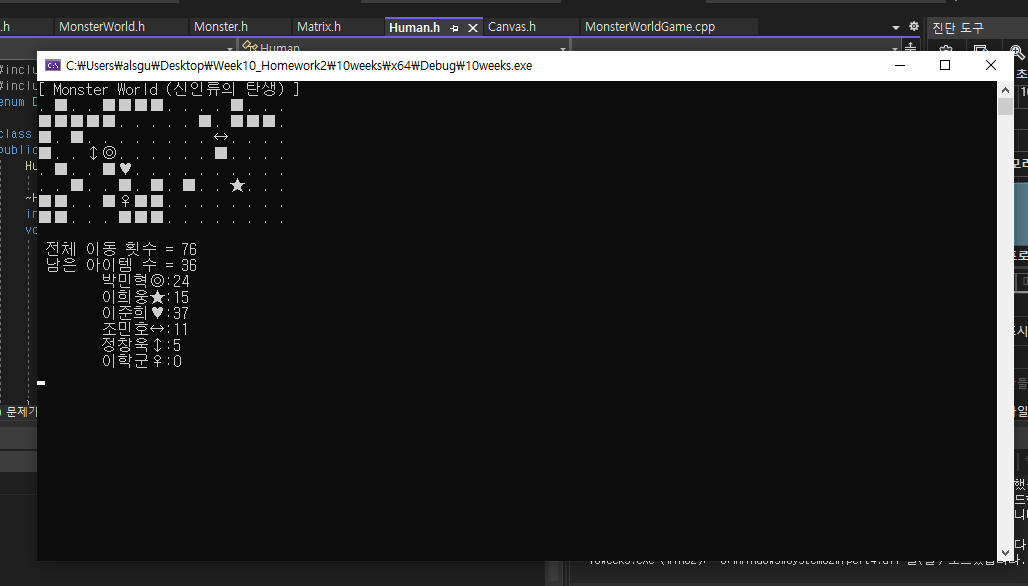 .h MonsterWorld.h Monster.h Matrix.h Human.h Canvas.h MonsterWorldGame.cpp 진단 도구
Human
C:₩Users₩alsgu₩Desktop₩Week10_Homework2₩10weeks₩x64₩Debug₩10weeks.exe
#inclu
#inclu
enum D
class
public
Hu
~H
in
vo
문제가
[ Monster World (신인류의 탄생) ]
. ■ . . ■ ■ ■ ■ . . . . ■ . . .
■ ■ ■ ■ ■ . . . . . ■ . ■ ■ ■ .
■ . ■ . . . . . . . . ↔ . . . .
■ . . ↕ ◎ . . . . . . ■ . . . .
. ■ . . ■ ♥ . . . . . . . . . .
. . ■ . . ■ . ■ . ■ . . ★ . . .
■ ■ . . ■ ♀ ■ ■ . . . . . . . .
■ ■ . . . ■ ■ ■ . . . . . . . .
전체 이동 횟수 = 76
남은 아이템 수 = 36
박민혁◎:24
이희웅★:15
이준희♥:37
조민호↔:11
정창욱↕:5
이학군♀:0